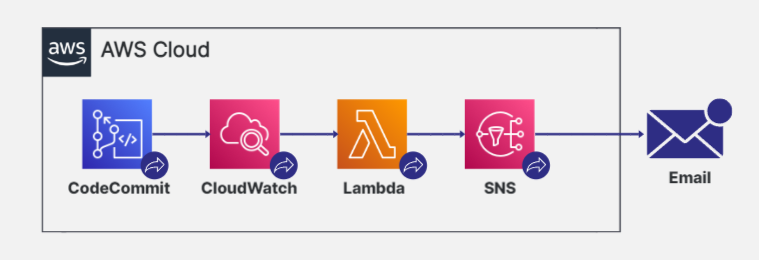 aws AWS Cloud
</>
CodeCommit CloudWatch Lambda SNS Email